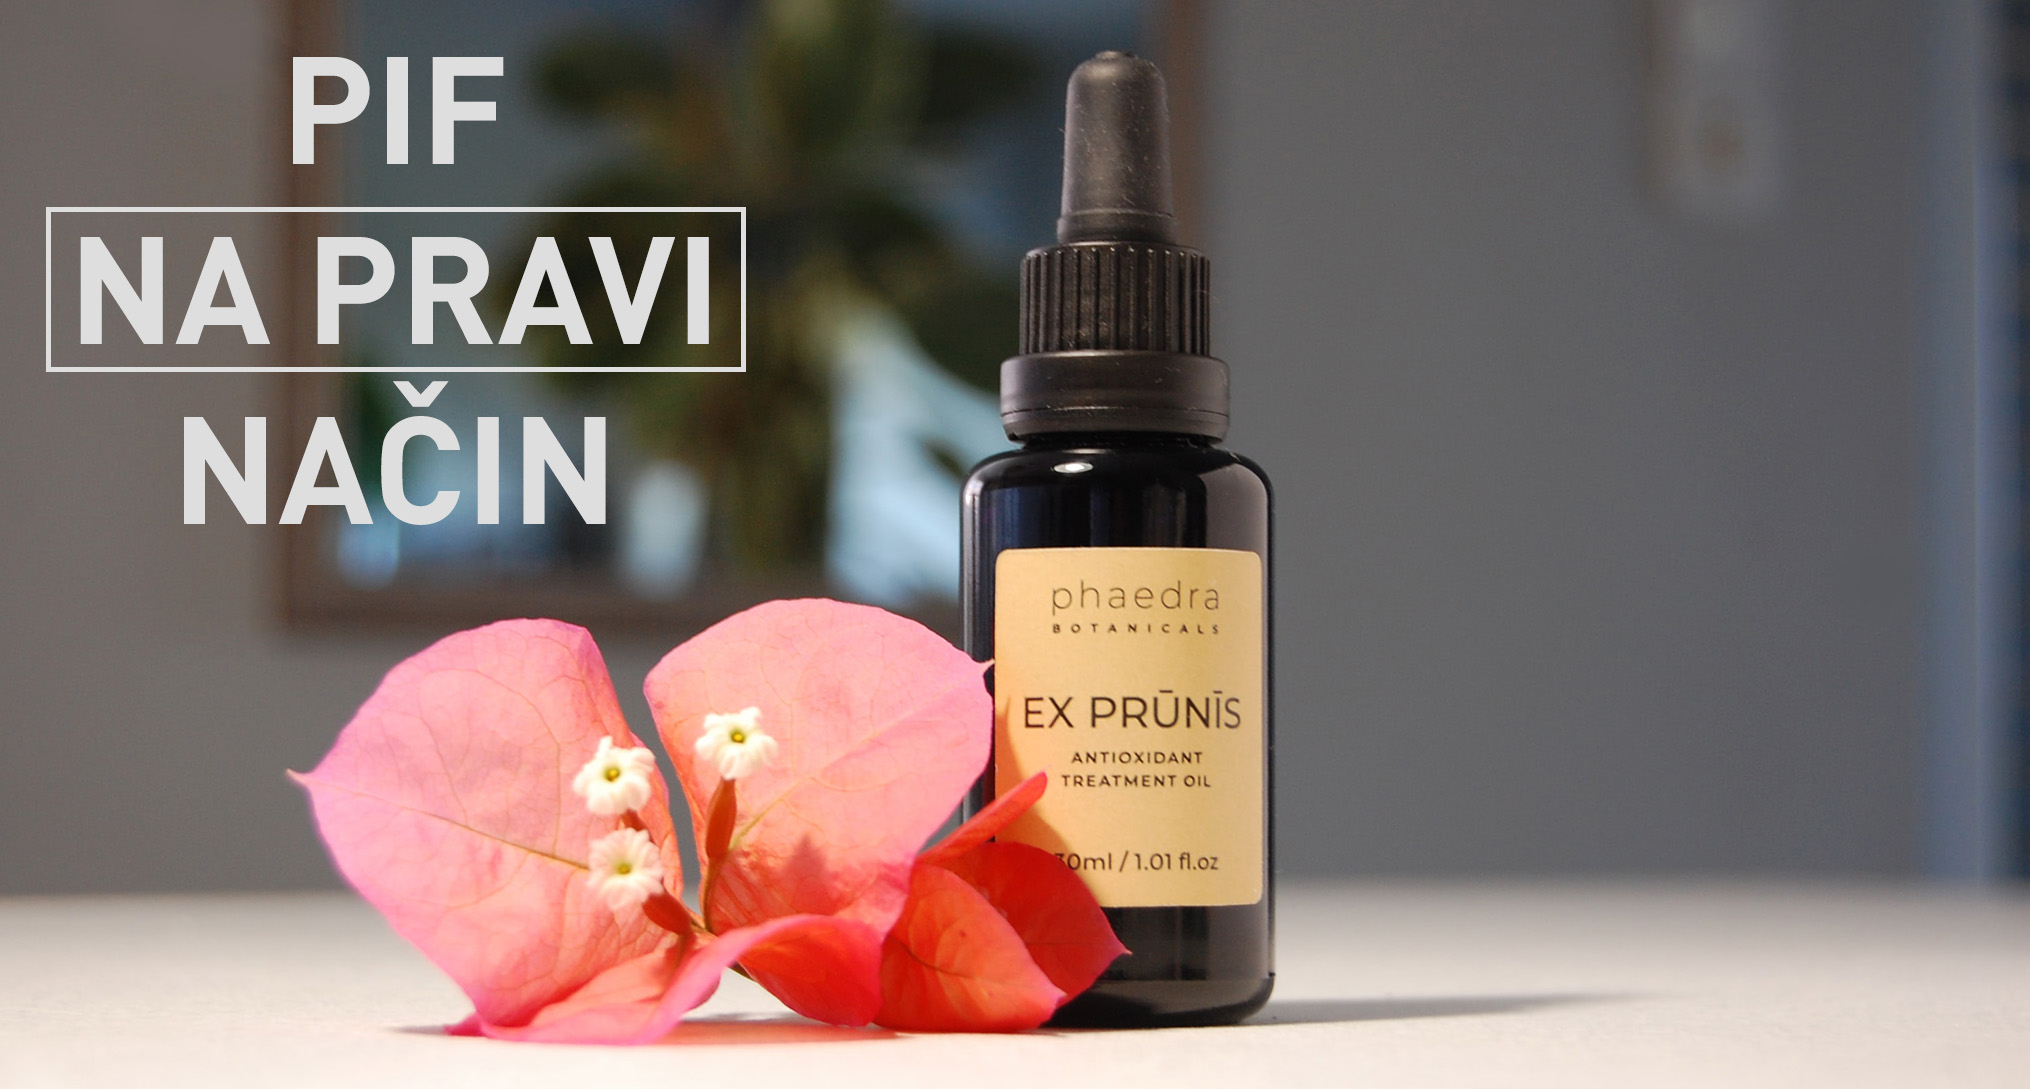 PIF
NA PRAVI
NAČIN
phaedra
BOTANICALS
EX PRŪNĪS
ANTIOXIDANT
TREATMENT OIL
30ml / 1.01 fl.oz